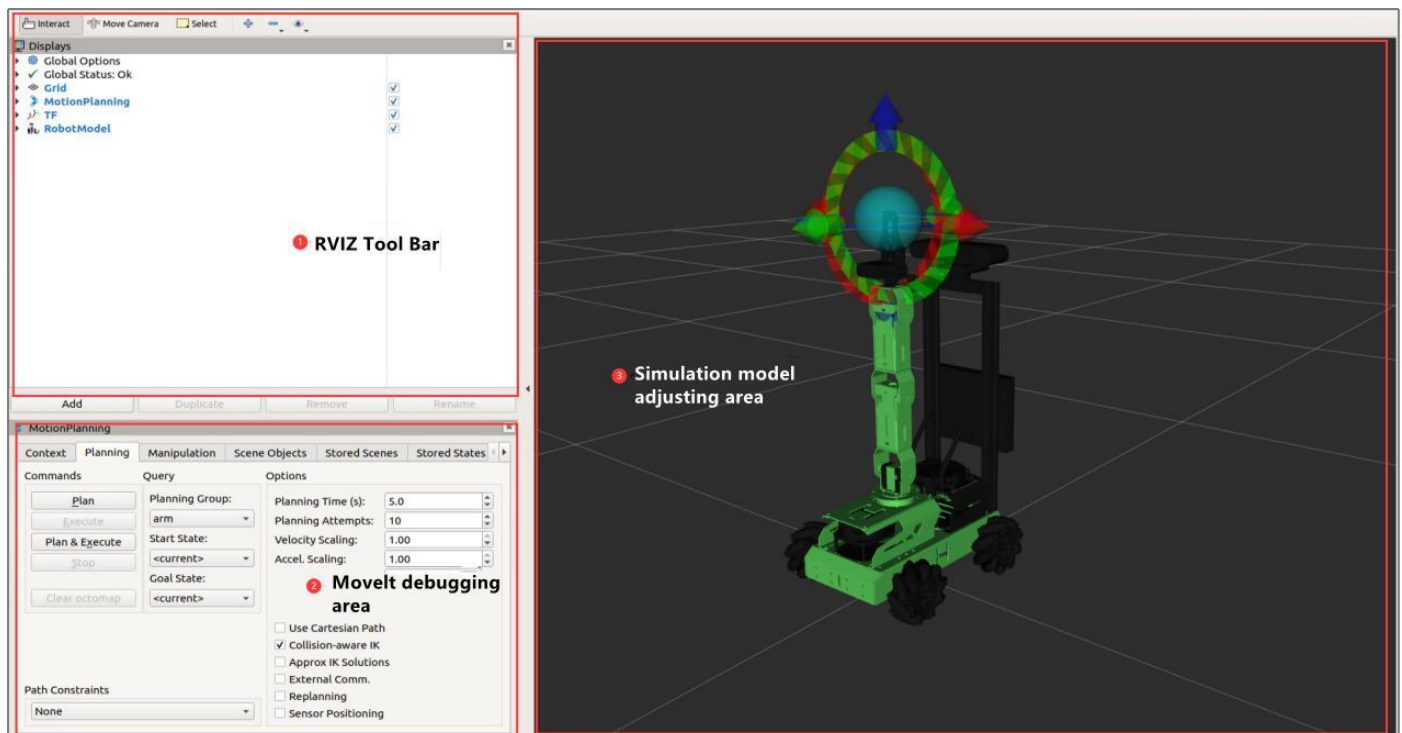 Interact Move Camera Select
Displays
Global Options
Global Status: Ok
Grid
MotionPlanning
TF
RobotModel
1 RVIZ Tool Bar
Add Duplicate Remove Rename
MotionPlanning
Context Planning Manipulation Scene Objects Stored Scenes Stored States
Commands
Plan
Execute
Plan & Execute
Stop
Clear octomap
Query
Planning Group:
arm
Start State:
<current>
Goal State:
<current>
Options
Planning Time (s): 5.0
Planning Attempts: 10
Velocity Scaling: 1.00
Accel. Scaling: 1.00
2 MoveIt debugging
area
Use Cartesian Path
Collision-aware IK
Approx IK Solutions
External Comm.
Replanning
Sensor Positioning
Path Constraints
None
3 Simulation model
adjusting area